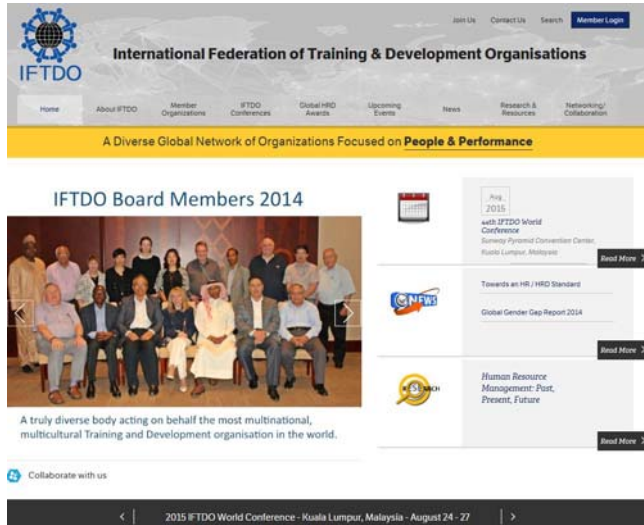 Join Us Contact Us Search Member Login
IFTDO
International Federation of Training & Development Organisations
Home About IFTDO Member Organizations IFTDO Conferences Global HRD Awards Upcoming Events News Research & Resources Networking/ Collaboration
A Diverse Global Network of Organizations Focused on People & Performance
IFTDO Board Members 2014
A truly diverse body acting on behalf the most multinational,
multicultural Training and Development organisation in the world.
Collaborate with us
Aug
2015
44th IFTDO World
Conference
Sunway Pyramid Convention Center,
Kuala Lumpur, Malaysia
Read More
NEWS
Towards an HR / HRD Standard
Global Gender Gap Report 2014
Read More
RESEARCH
Human Resource
Management: Past,
Present, Future
Read More
2015 IFTDO World Conference - Kuala Lumpur, Malaysia - August 24 - 27